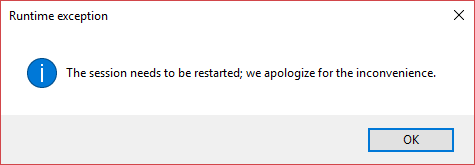 Runtime exception
The session needs to be restarted; we apologize for the inconvenience.
OK